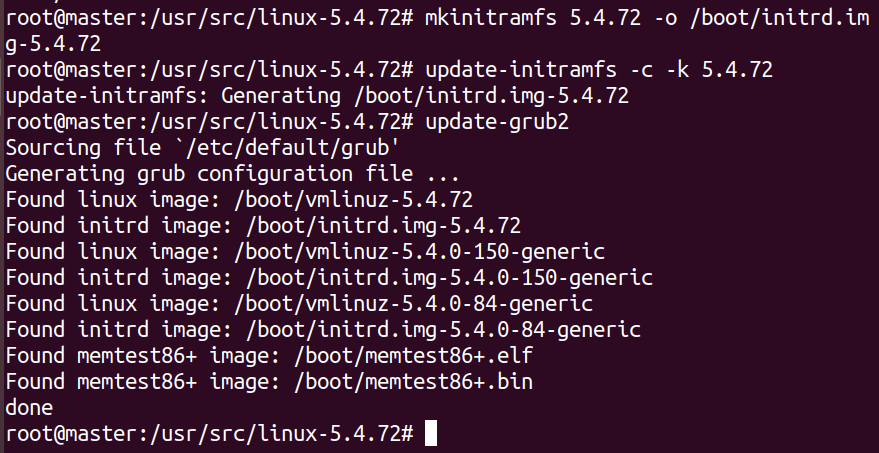 root@master:/usr/src/linux-5.4.72# mkinitramfs 5.4.72 -o /boot/initrd.im
g-5.4.72
root@master:/usr/src/linux-5.4.72# update-initramfs -c -k 5.4.72
update-initramfs: Generating /boot/initrd.img-5.4.72
root@master:/usr/src/linux-5.4.72# update-grub2
Sourcing file `/etc/default/grub'
Generating grub configuration file ...
Found linux image: /boot/vmlinuz-5.4.72
Found initrd image: /boot/initrd.img-5.4.72
Found linux image: /boot/vmlinuz-5.4.0-150-generic
Found initrd image: /boot/initrd.img-5.4.0-150-generic
Found linux image: /boot/vmlinuz-5.4.0-84-generic
Found initrd image: /boot/initrd.img-5.4.0-84-generic
Found memtest86+ image: /boot/memtest86+.elf
Found memtest86+ image: /boot/memtest86+.bin
done
root@master:/usr/src/linux-5.4.72#